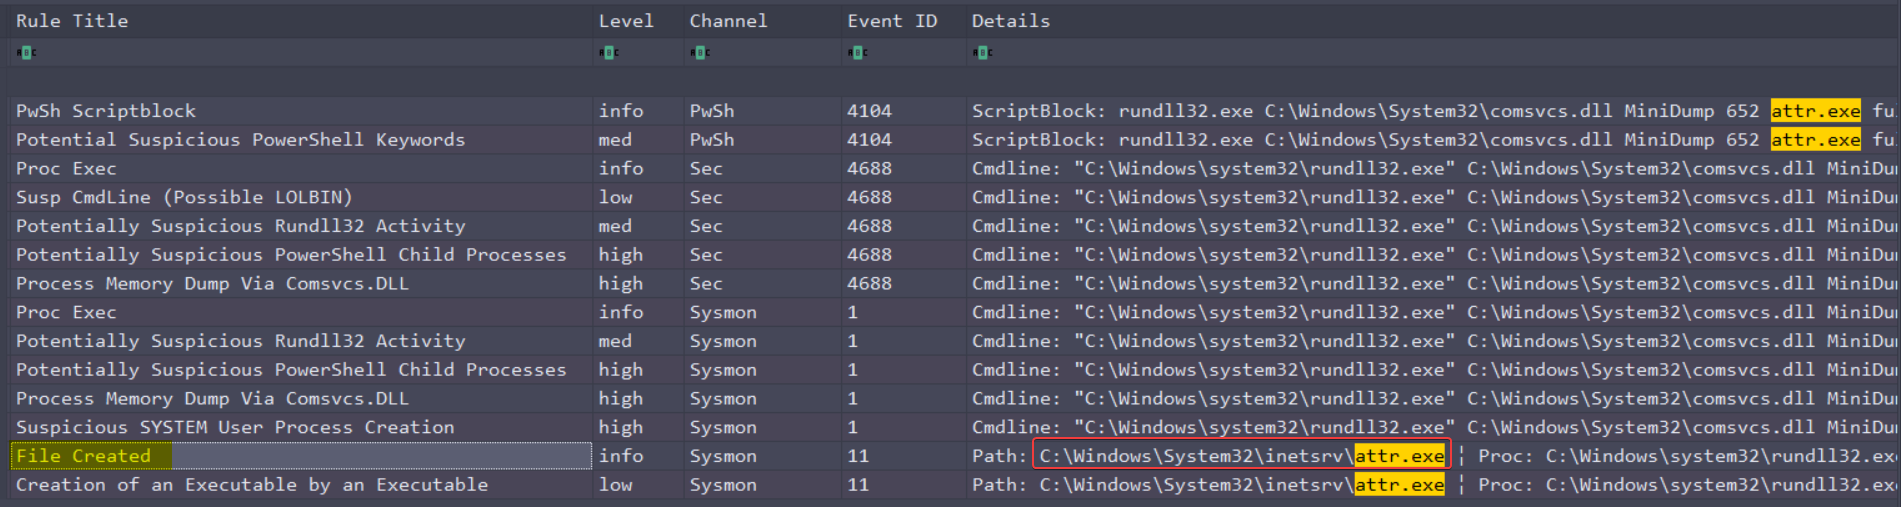 Rule Title Level Channel Event ID Details
ABC ABC ABC ABC ABC
PwSh Scriptblock info PwSh 4104 ScriptBlock: rundll32.exe C:\Windows\System32\comsvcs.dll MiniDump 652 attr.exe fu
Potential Suspicious PowerShell Keywords med PwSh 4104 ScriptBlock: rundll32.exe C:\Windows\System32\comsvcs.dll MiniDump 652 attr.exe fu
Proc Exec info Sec 4688 Cmdline: "C:\Windows\system32\rundll32.exe" C:\Windows\System32\comsvcs.dll MiniDu
Susp CmdLine (Possible LOLBIN) low Sec 4688 Cmdline: "C:\Windows\system32\rundll32.exe" C:\Windows\System32\comsvcs.dll MiniDu
Potentially Suspicious Rundll32 Activity med Sec 4688 Cmdline: "C:\Windows\system32\rundll32.exe" C:\Windows\System32\comsvcs.dll MiniDu
Potentially Suspicious PowerShell Child Processes high Sec 4688 Cmdline: "C:\Windows\system32\rundll32.exe" C:\Windows\System32\comsvcs.dll MiniDu
Process Memory Dump Via Comsvcs.DLL high Sec 4688 Cmdline: "C:\Windows\system32\rundll32.exe" C:\Windows\System32\comsvcs.dll MiniDu
Proc Exec info Sysmon 1 Cmdline: "C:\Windows\system32\rundll32.exe" C:\Windows\System32\comsvcs.dll MiniDu
Potentially Suspicious Rundll32 Activity med Sysmon 1 Cmdline: "C:\Windows\system32\rundll32.exe" C:\Windows\System32\comsvcs.dll MiniDu
Potentially Suspicious PowerShell Child Processes high Sysmon 1 Cmdline: "C:\Windows\system32\rundll32.exe" C:\Windows\System32\comsvcs.dll MiniDu
Process Memory Dump Via Comsvcs.DLL high Sysmon 1 Cmdline: "C:\Windows\system32\rundll32.exe" C:\Windows\System32\comsvcs.dll MiniDu
Suspicious SYSTEM User Process Creation high Sysmon 1 Cmdline: "C:\Windows\system32\rundll32.exe" C:\Windows\System32\comsvcs.dll MiniDu
File Created info Sysmon 11 Path: C:\Windows\System32\inetsrv\attr.exe ¦ Proc: C:\Windows\system32\rundll32.ex
Creation of an Executable by an Executable low Sysmon 11 Path: C:\Windows\System32\inetsrv\attr.exe ¦ Proc: C:\Windows\system32\rundll32.ex